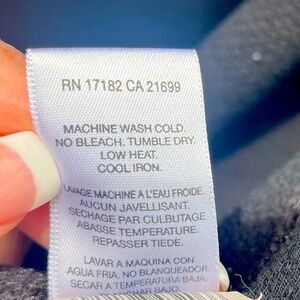 RN 17182 CA 21699
MACHINE WASH COLD.
NO BLEACH. TUMBLE DRY
LOW HEAT.
COOL IRON.
LAVAGE MACHINE A L'EAU FROIDE.
AUCUN JAVELLISANT.
SECHAGE PAR CULBUTAGE
ABASSE TEMPERATURE.
REPASSER TIEDE.
LAVAR A MAQUINA CON
AGUA FRIA, NO BLANQUEADOR.
SECAR A TEMPERATURA BAJA.
BAJO.